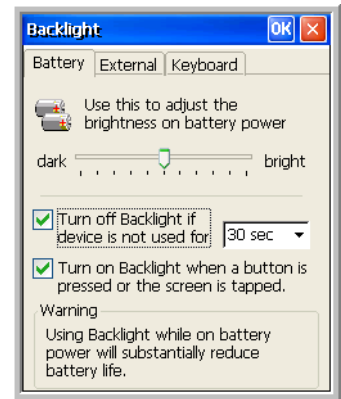 Backlight OK
Battery External Keyboard
Use this to adjust the
brightness on battery power
dark bright
Turn off Backlight if
device is not used for 30 sec
Turn on Backlight when a button is
pressed or the screen is tapped.
Warning
Using Backlight while on battery
power will substantially reduce
battery life.